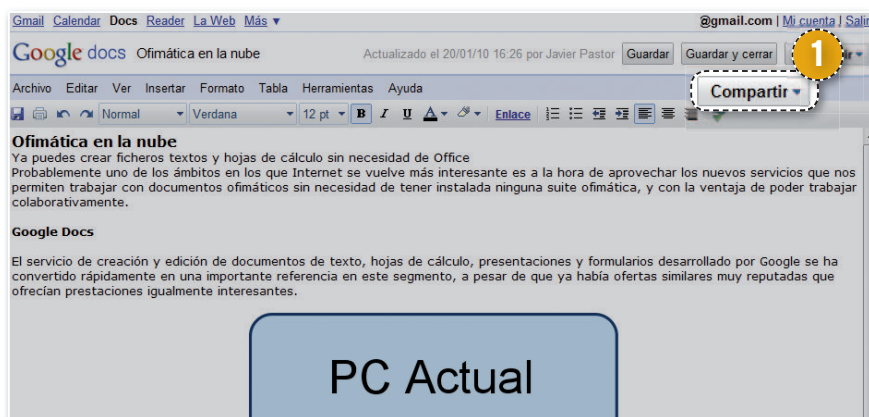 Gmail Calendar Docs Reader La Web Más
@gmail.com | Mi cuenta | Salir
Google docs Ofimática en la nube Actualizado el 20/01/10 16:26 por Javier Pastor Guardar Guardar y cerrar
1
Archivo Editar Ver Insertar Formato Tabla Herramientas Ayuda
Compartir
Normal Verdana 12 pt B I U A Enlace
Ofimática en la nube
Ya puedes crear ficheros textos y hojas de cálculo sin necesidad de Office
Probablemente uno de los ámbitos en los que Internet se vuelve más interesante es a la hora de aprovechar los nuevos servicios que nos
permiten trabajar con documentos ofimáticos sin necesidad de tener instalada ninguna suite ofimática, y con la ventaja de poder trabajar
colaborativamente.
Google Docs
El servicio de creación y edición de documentos de texto, hojas de cálculo, presentaciones y formularios desarrollado por Google se ha
convertido rápidamente en una importante referencia en este segmento, a pesar de que ya había ofertas similares muy reputadas que
ofrecían prestaciones igualmente interesantes.
PC Actual